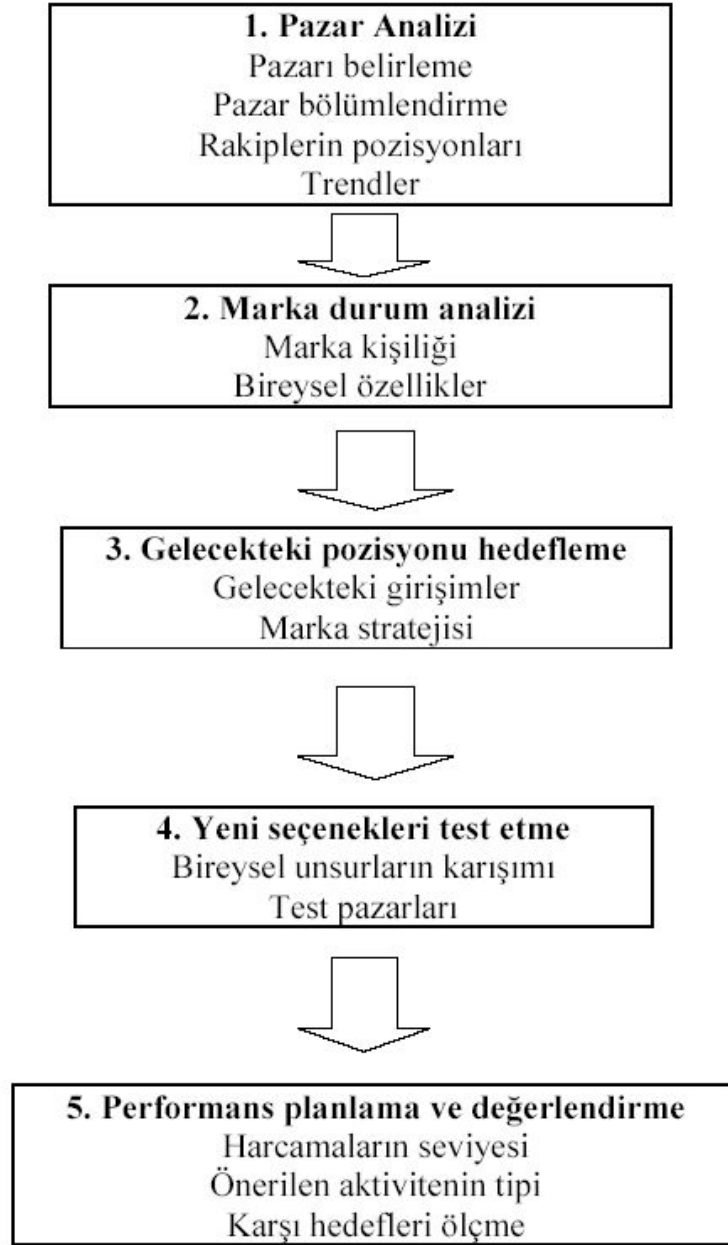 1. Pazar Analizi
Pazarı belirleme
Pazar bölümlendirme
Rakiplerin pozisyonları
Trendler
2. Marka durum analizi
Marka kişiliği
Bireysel özellikler
3. Gelecekteki pozisyonu hedefleme
Gelecekteki girişimler
Marka stratejisi
4. Yeni seçenekleri test etme
Bireysel unsurların karışımı
Test pazarları
5. Performans planlama ve değerlendirme
Harcamaların seviyesi
Önerilen aktivitenin tipi
Karşı hedefleri ölçme